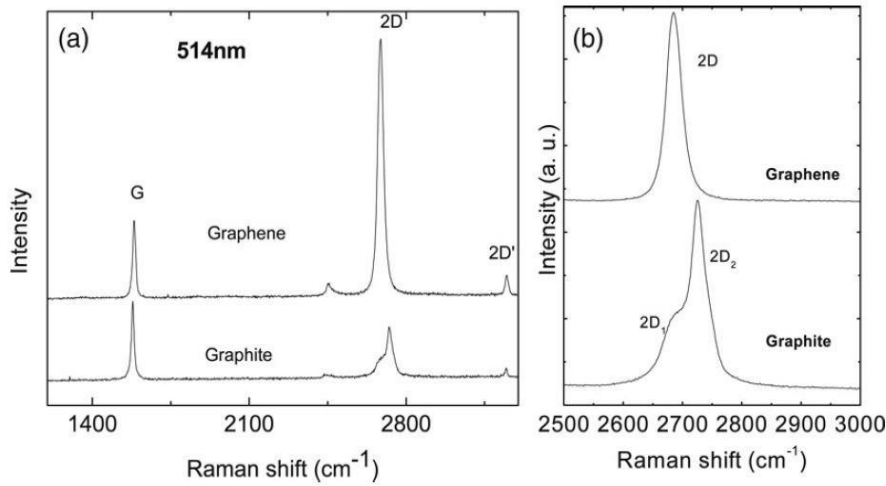 (a)
514nm
2D
G
Graphene
2D'
Graphite
Intensity
1400 2100 2800
Raman shift (cm-1)
(b)
2D
Graphene
2D2
2D1
Graphite
Intensity (a. u.)
2500 2600 2700 2800 2900 3000
Raman shift (cm-1)